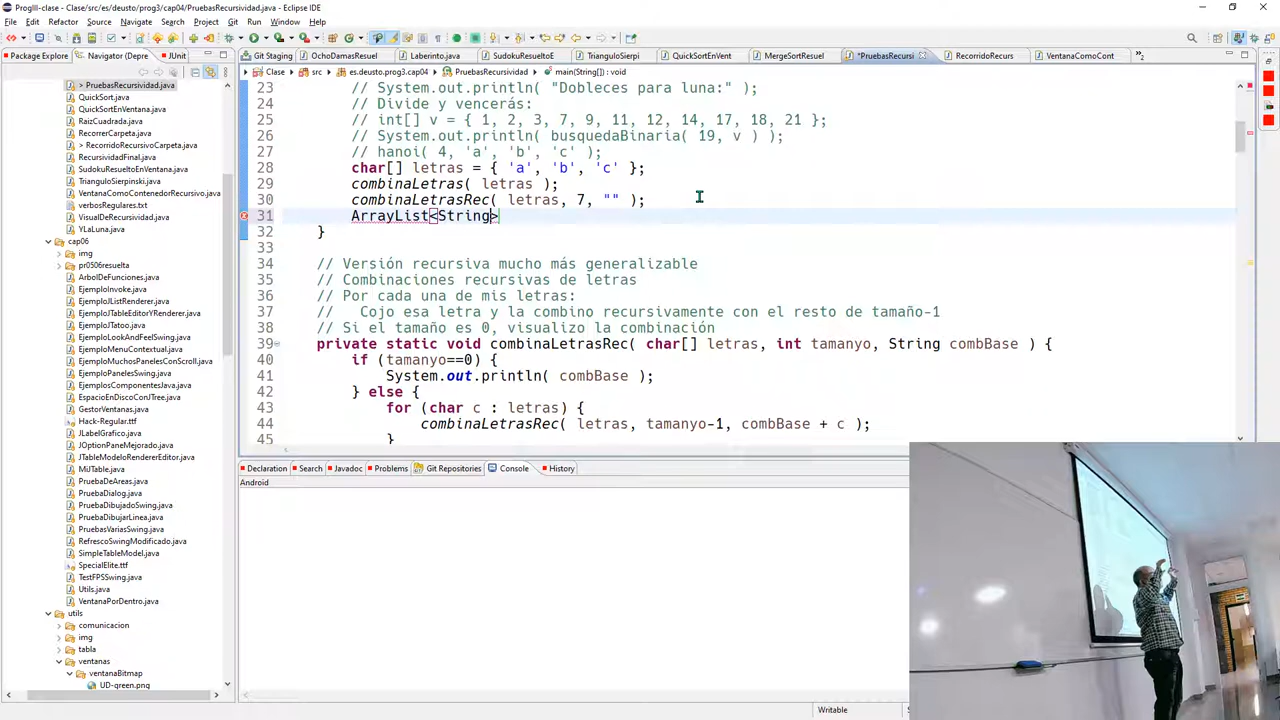 ProgIII-clase - Clase/src/es/deusto/prog3/cap04/PruebasRecursividad.java - Eclipse IDE
File Edit Refactor Source Navigate Search Project Git Run Window Help
Package Explorer Navigator (Depre JUnit
Git Staging OchoDamasResuel Laberinto.java SudokuResueltoE TrianguloSierpi QuickSortEnVent MergeSortResuel *PruebasRecursi RecorridoRecurs VentanaComoCont »2
Clase src es.deusto.prog3.cap04 PruebasRecursividad main(String[]) : void
> PruebasRecursividad.java
QuickSort.java
QuickSortEnVentana.java
RaizCuadrada.java
RecorrerCarpeta.java
> RecorridoRecursivoCarpeta.java
RecursividadFinal.java
SudokuResueltoEnVentana.java
TrianguloSierpinski.java
VentanaComoContenedorRecursivo.java
verbosRegulares.txt
VisualDeRecursividad.java
YLaLuna.java
cap06
img
pr0506resuelta
ArbolDeFunciones.java
EjemploInvoke.java
EjemploJListRenderer.java
EjemploJTableEditorYRenderer.java
EjemploJTatoo.java
EjemploLookAndFeelSwing.java
EjemploMenuContextual.java
EjemploMuchosPanelesConScroll.java
EjemploPanelesSwing.java
EjemplosComponentesJava.java
EspacioEnDiscoConJTree.java
GestorVentanas.java
Hack-Regular.ttf
JLabelGrafico.java
JOptionPaneMejorado.java
JTableModeloRendererEditor.java
MiJTable.java
PruebaDeAreas.java
PruebaDialog.java
PruebaDibujadoSwing.java
PruebaDibujarLinea.java
PruebasVariasSwing.java
RefrescoSwingModificado.java
SimpleTableModel.java
SpecialElite.ttf
TestFPSSwing.java
Utils.java
VentanaPorDentro.java
utils
comunicacion
img
tabla
ventanas
ventanaBitmap
UD-green.png
23 // System.out.println( "Dobleces para luna:" );
24 // Divide y vencerás:
25 // int[] v = { 1, 2, 3, 7, 9, 11, 12, 14, 17, 18, 21 };
26 // System.out.println( busquedaBinaria( 19, v ) );
27 // hanoi( 4, 'a', 'b', 'c' );
28 char[] letras = { 'a', 'b', 'c' };
29 combinaLetras( letras );
30 combinaLetrasRec( letras, 7, "" );
31 ArrayList<String>
32 }
33
34 // Versión recursiva mucho más generalizable
35 // Combinaciones recursivas de letras
36 // Por cada una de mis letras:
37 // Cojo esa letra y la combino recursivamente con el resto de tamaño-1
38 // Si el tamaño es 0, visualizo la combinación
39 private static void combinaLetrasRec( char[] letras, int tamanyo, String combBase ) {
40 if (tamanyo==0) {
41 System.out.println( combBase );
42 } else {
43 for (char c : letras) {
44 combinaLetrasRec( letras, tamanyo-1, combBase + c );
45 }
Declaration Search Javadoc Problems Git Repositories Console History
Android
Writable